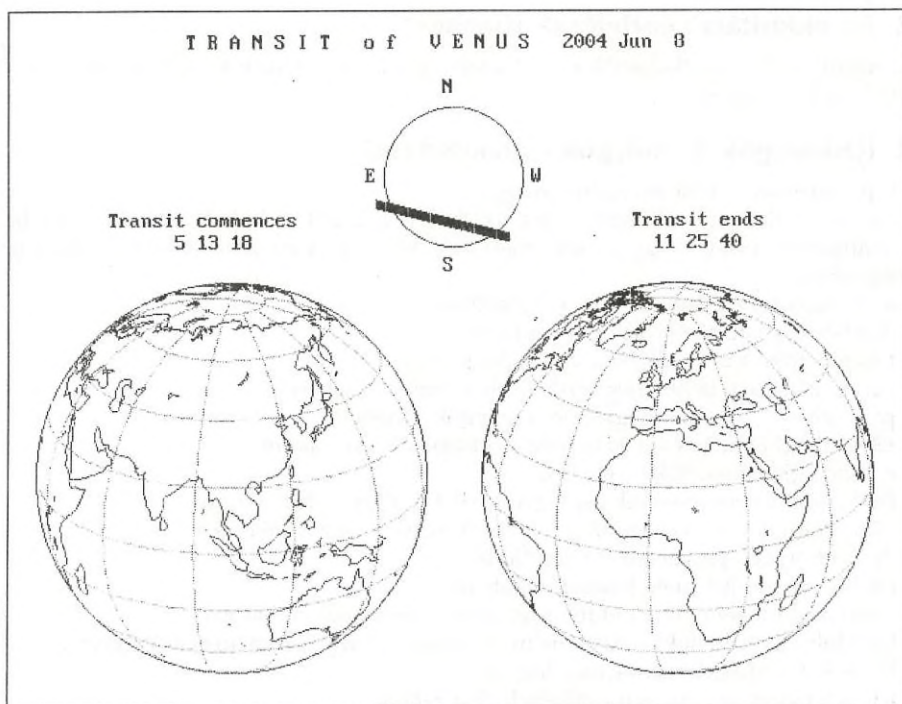 TRANSIT of VENUS 2004 Jun 8
N
E W
Transit commences Transit ends
5 13 18 11 25 40
S